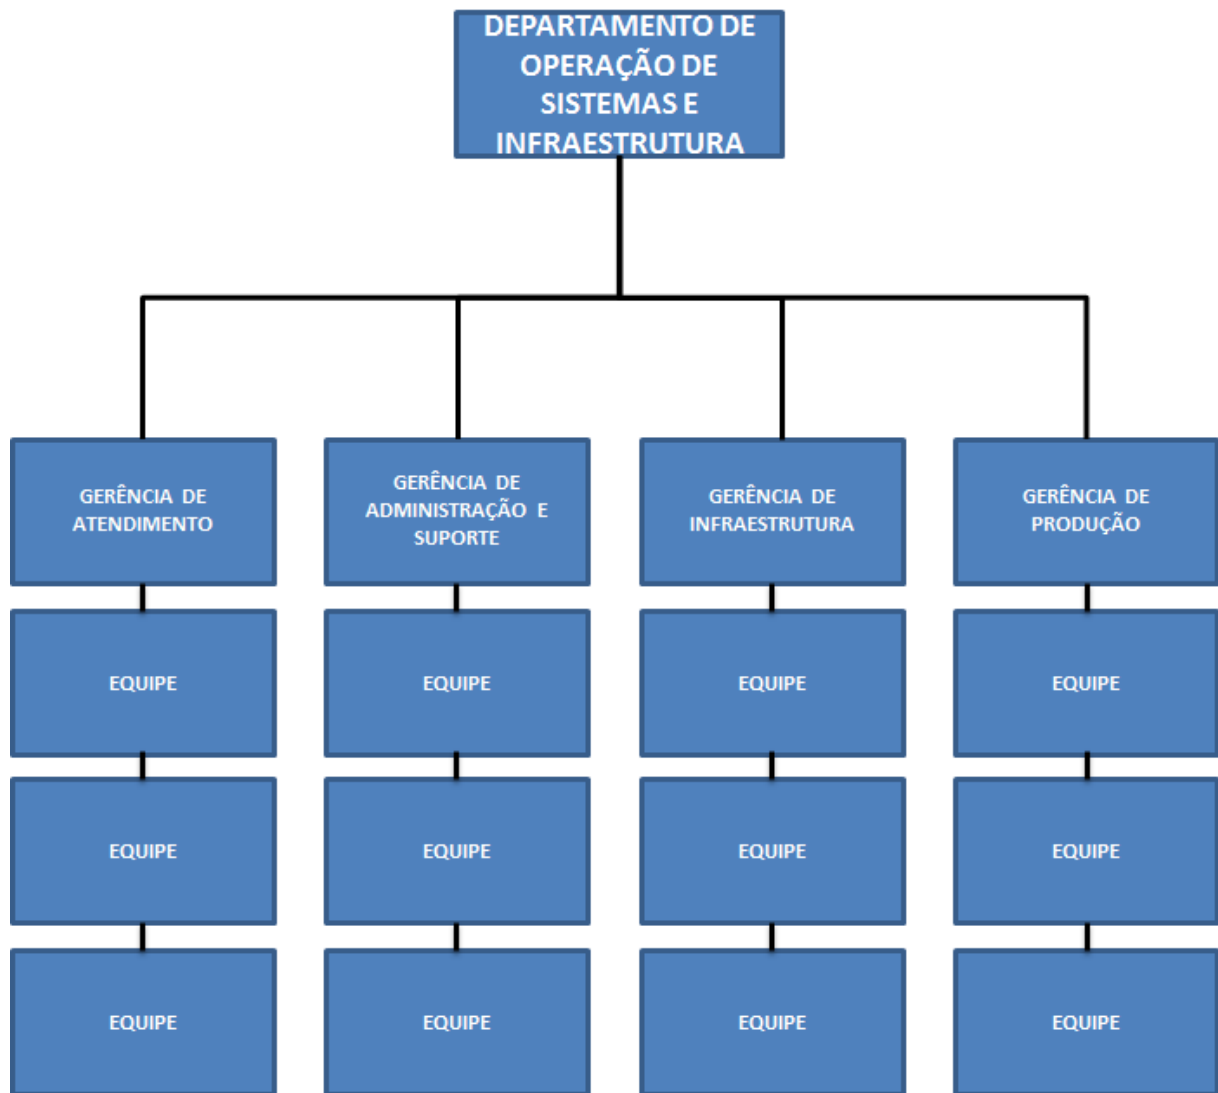 DEPARTAMENTO DE
OPERAÇÃO DE
SISTEMAS E
INFRAESTRUTURA
GERÊNCIA DE
ATENDIMENTO
GERÊNCIA DE
ADMINISTRAÇÃO E
SUPORTE
GERÊNCIA DE
INFRAESTRUTURA
GERÊNCIA DE
PRODUÇÃO
EQUIPE
EQUIPE
EQUIPE
EQUIPE
EQUIPE
EQUIPE
EQUIPE
EQUIPE
EQUIPE
EQUIPE
EQUIPE
EQUIPE